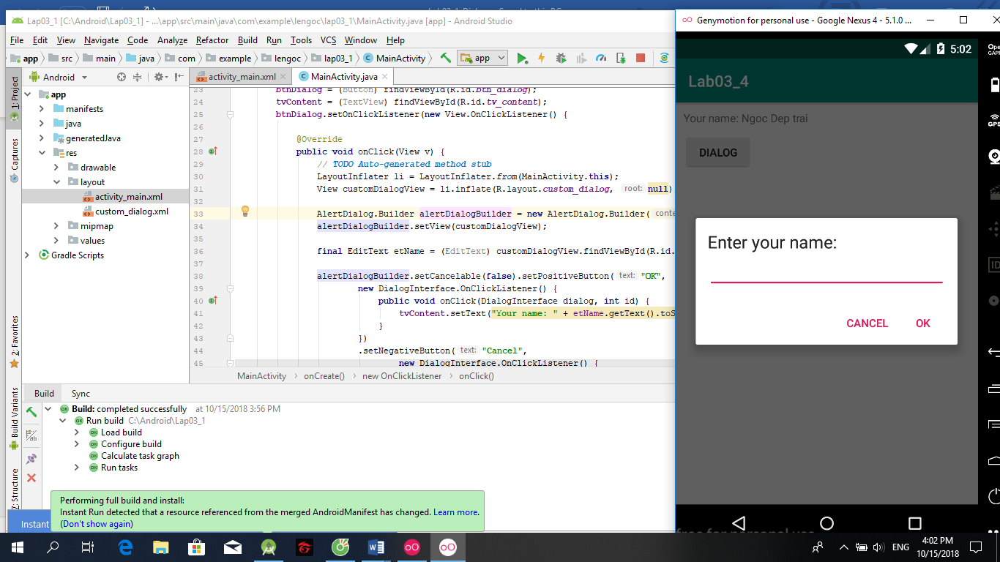 Lap03_1 [C:\Android\Lap03_1] - ...\app\src\main\java\com\example\lengoc\lap03_1\MainActivity.java [app] - Android Studio
File Edit View Navigate Code Analyze Refactor Build Run Tools VCS Window Help
app src main java com example lengoc lap03_1 MainActivity app
1: Project
Captures
2: Favorites
Build Variants
7: Structure
Android
app
manifests
java
generatedJava
res
drawable
layout
activity_main.xml
custom_dialog.xml
mipmap
values
Gradle Scripts
activity_main.xml MainActivity.java
23 btnDialog = (Button) findViewById(R.id.btn_dialog);
24 tvContent = (TextView) findViewById(R.id.tv_content);
25 btnDialog.setOnClickListener(new View.OnClickListener() {
26
27 @Override
28 public void onClick(View v) {
29 // TODO Auto-generated method stub
30 LayoutInflater li = LayoutInflater.from(MainActivity.this);
31 View customDialogView = li.inflate(R.layout.custom_dialog, root: null)
32
33 AlertDialog.Builder alertDialogBuilder = new AlertDialog.Builder( conte
34 alertDialogBuilder.setView(customDialogView);
35
36 final EditText etName = (EditText) customDialogView.findViewById(R.id.
37
38 alertDialogBuilder.setCancelable(false).setPositiveButton( text: "OK",
39 new DialogInterface.OnClickListener() {
40 public void onClick(DialogInterface dialog, int id) {
41 tvContent.setText("Your name: " + etName.getText().toS
42 }
43 })
44 .setNegativeButton( text: "Cancel",
45 new DialogInterface.OnClickListener() {
MainActivity › onCreate() › new OnClickListener › onClick()
Build Sync
Build: completed successfully at 10/15/2018 3:56 PM
Run build C:\Android\Lap03_1
Load build
Configure build
Calculate task graph
Run tasks
Performing full build and install:
Instant Run detected that a resource referenced from the merged AndroidManifest has changed. Learn more.
(Don't show again)
Instant
Genymotion for personal use - Google Nexus 4 - 5.1.0 ...
5:02
Lab03_4
Your name: Ngoc Dep trai
DIALOG
Enter your name:
CANCEL OK
free for personal use
GPS
ID
ENG
4:02 PM
10/15/2018